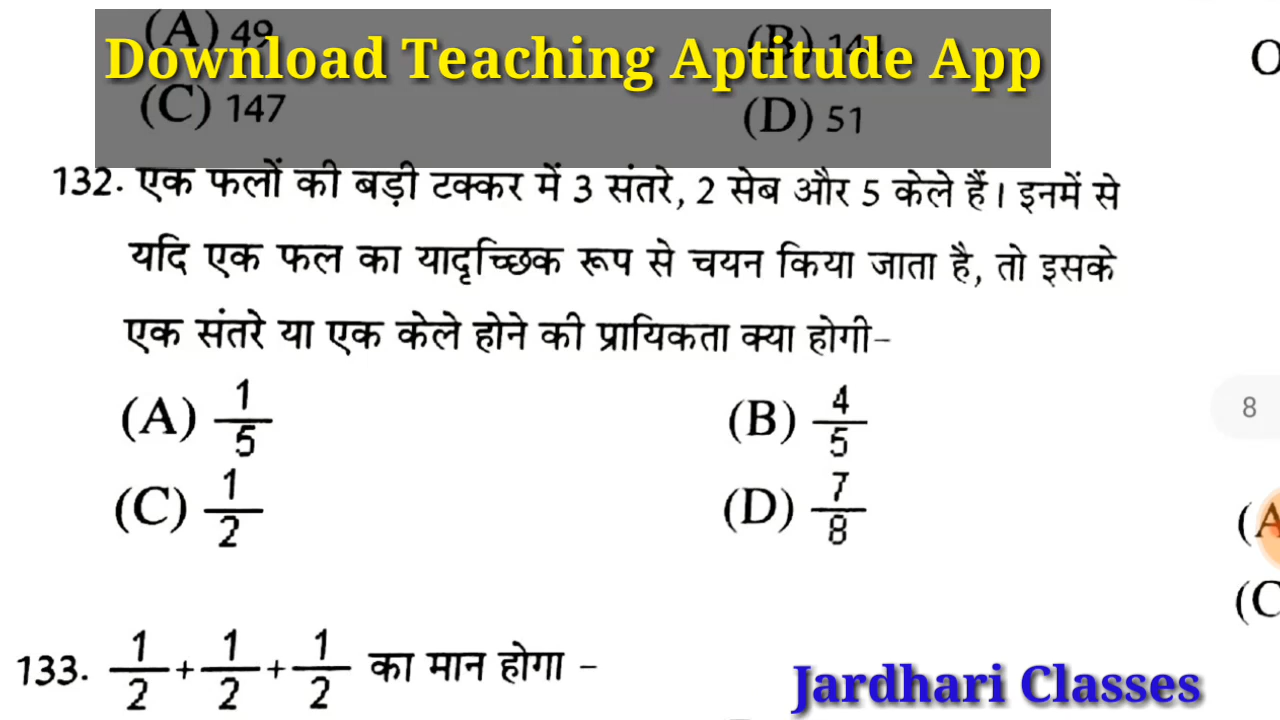 (A) 49 (B) 14
Download Teaching Aptitude App
(C) 147 (D) 51
132. एक फलों की बड़ी टक्कर में 3 संतरे, 2 सेब और 5 केले हैं। इनमें से
यदि एक फल का यादृच्छिक रूप से चयन किया जाता है, तो इसके
एक संतरे या एक केले होने की प्रायिकता क्या होगी-
(A) 1/5 (B) 4/5
8
(C) 1/2 (D) 7/8
(A
(C
133. 1/2 + 1/2 + 1/2 का मान होगा -
Jardhari Classes